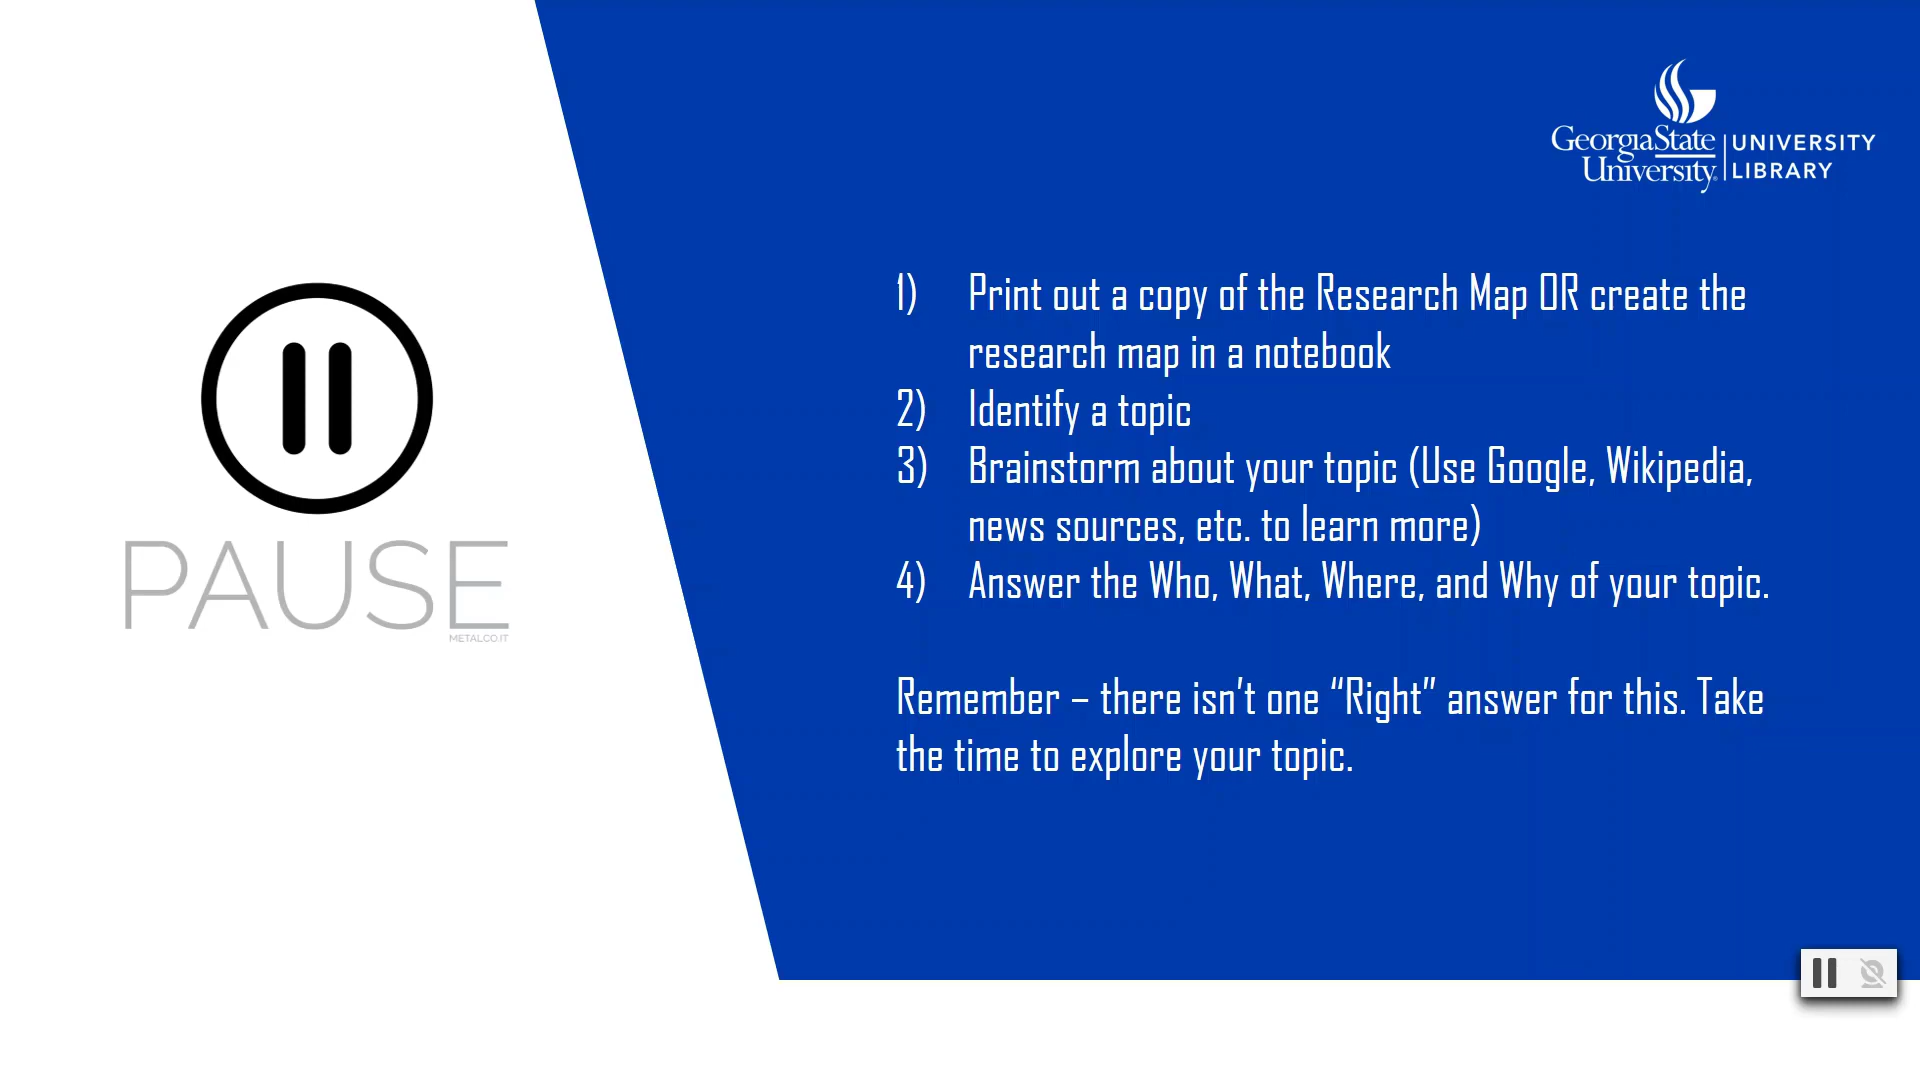 GeorgiaState
University
UNIVERSITY
LIBRARY
PAUSE
METALCO.IT
1) Print out a copy of the Research Map OR create the
research map in a notebook
2) Identify a topic
3) Brainstorm about your topic (Use Google, Wikipedia,
news sources, etc. to learn more)
4) Answer the Who, What, Where, and Why of your topic.
Remember – there isn’t one “Right” answer for this. Take
the time to explore your topic.